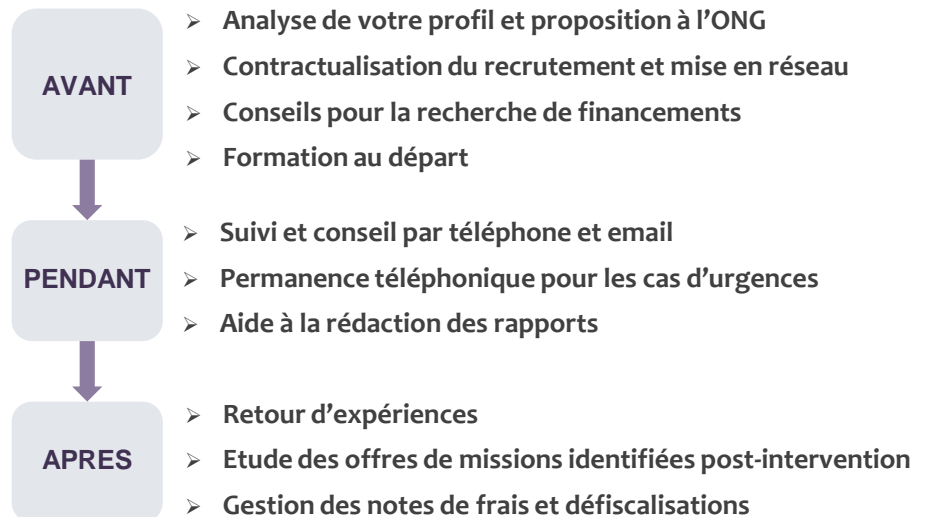 AVANT
➢ Analyse de votre profil et proposition à l’ONG
➢ Contractualisation du recrutement et mise en réseau
➢ Conseils pour la recherche de financements
➢ Formation au départ
PENDANT
➢ Suivi et conseil par téléphone et email
➢ Permanence téléphonique pour les cas d’urgences
➢ Aide à la rédaction des rapports
APRES
➢ Retour d’expériences
➢ Etude des offres de missions identifiées post-intervention
➢ Gestion des notes de frais et défiscalisations